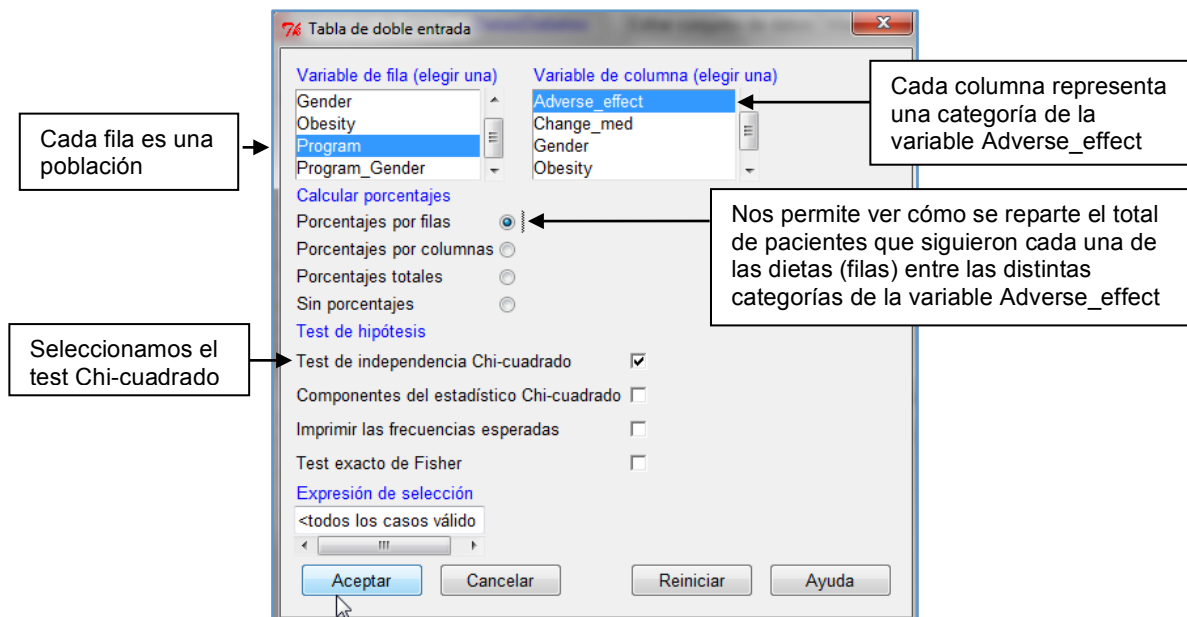 Tabla de doble entrada
Variable de fila (elegir una)
Variable de columna (elegir una)
Gender
Obesity
Program
Program_Gender
Adverse_effect
Change_med
Gender
Obesity
Cada columna representa
una categoría de la
variable Adverse_effect
Cada fila es una
población
Calcular porcentajes
Porcentajes por filas
Porcentajes por columnas
Porcentajes totales
Sin porcentajes
Nos permite ver cómo se reparte el total
de pacientes que siguieron cada una de
las dietas (filas) entre las distintas
categorías de la variable Adverse_effect
Test de hipótesis
Seleccionamos el
test Chi-cuadrado
Test de independencia Chi-cuadrado
Componentes del estadístico Chi-cuadrado
Imprimir las frecuencias esperadas
Test exacto de Fisher
Expresión de selección
<todos los casos válido
Aceptar
Cancelar
Reiniciar
Ayuda